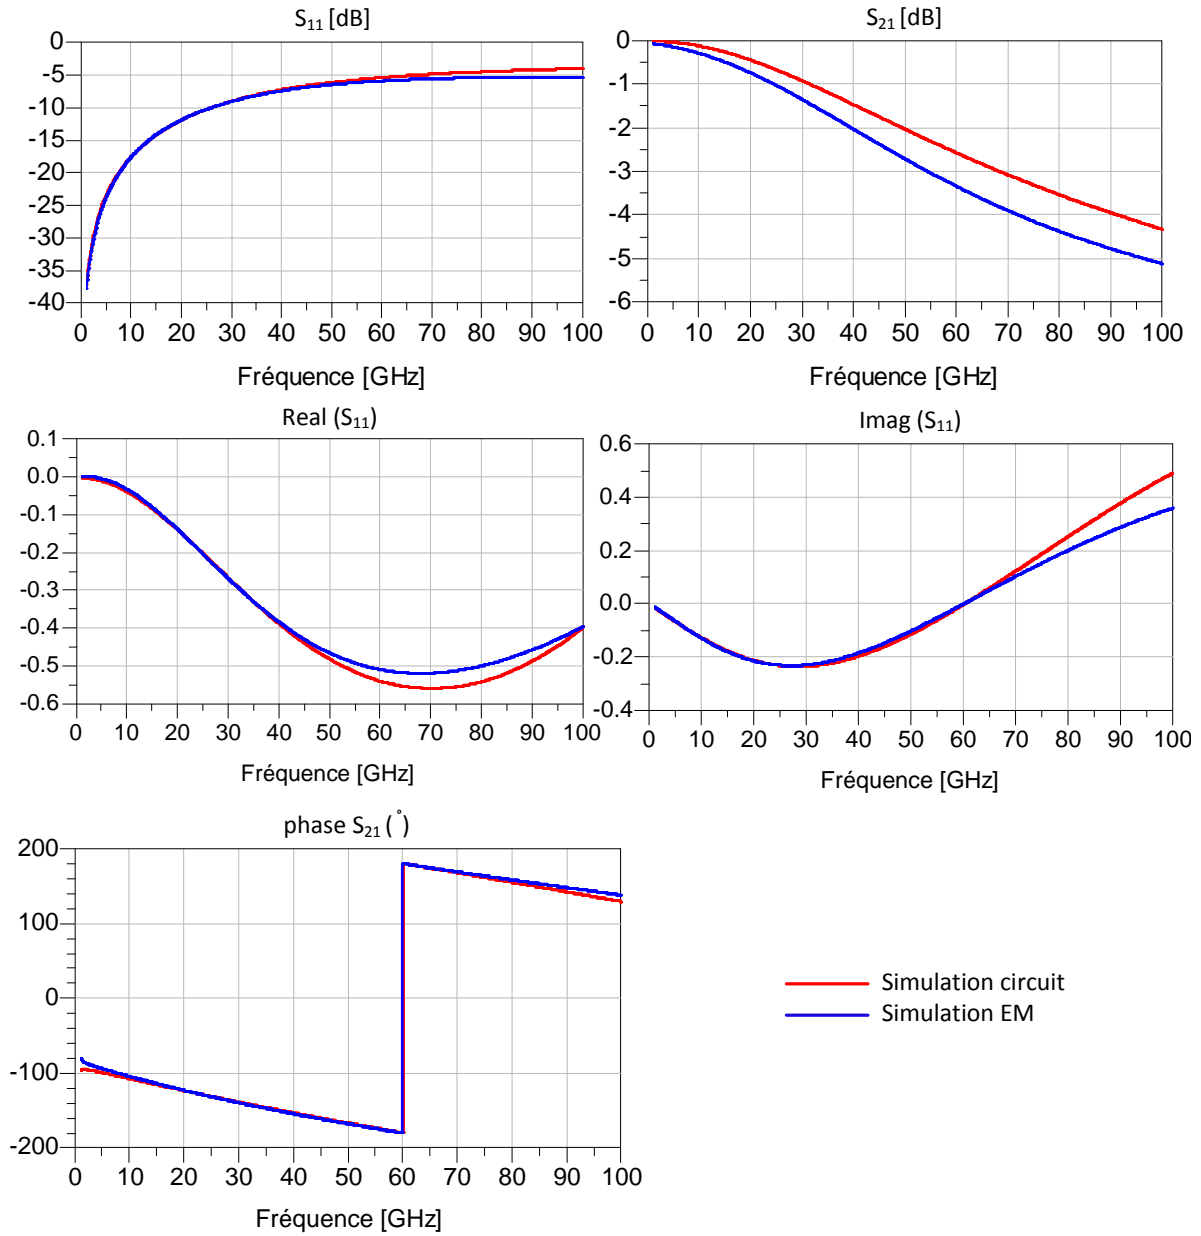 S11 [dB]
0
-5
-10
-15
-20
-25
-30
-35
-40
0 10 20 30 40 50 60 70 80 90 100
Fréquence [GHz]
S21 [dB]
0
-1
-2
-3
-4
-5
-6
0 10 20 30 40 50 60 70 80 90 100
Fréquence [GHz]
Real (S11)
0.1
0.0
-0.1
-0.2
-0.3
-0.4
-0.5
-0.6
0 10 20 30 40 50 60 70 80 90 100
Fréquence [GHz]
Imag (S11)
0.6
0.4
0.2
0.0
-0.2
-0.4
0 10 20 30 40 50 60 70 80 90 100
Fréquence [GHz]
phase S21 (°)
200
100
0
-100
-200
0 10 20 30 40 50 60 70 80 90 100
Fréquence [GHz]
Simulation circuit
Simulation EM